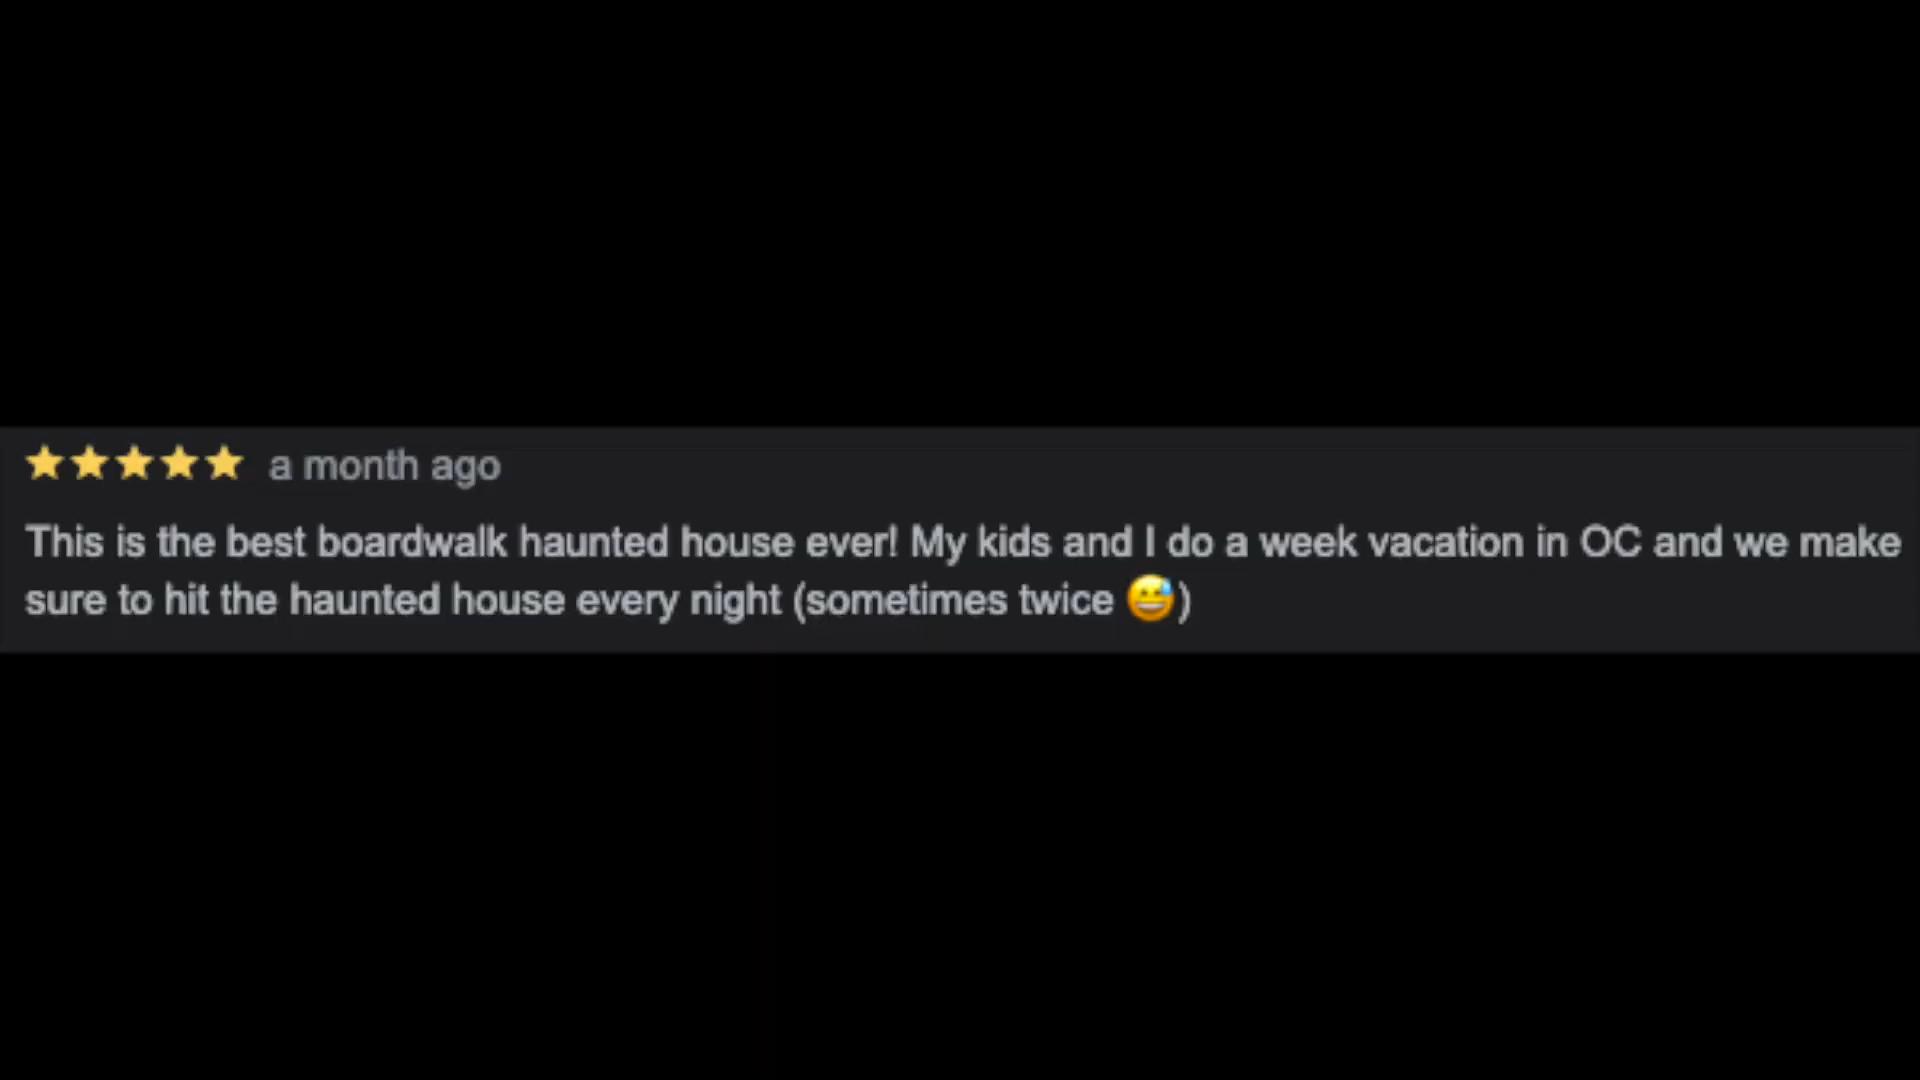 ★★★★★ a month ago
This is the best boardwalk haunted house ever! My kids and I do a week vacation in OC and we make
sure to hit the haunted house every night (sometimes twice 😅)